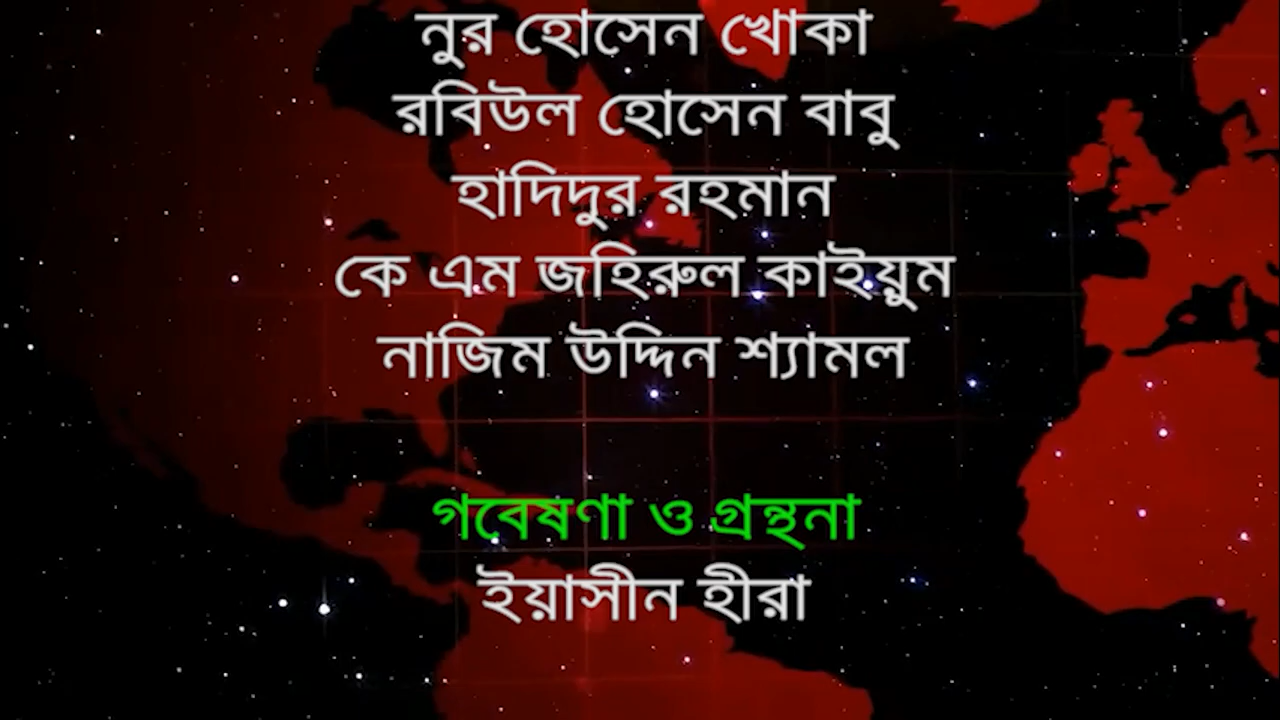 নুর হোসেন খোকা
রবিউল হোসেন বাবু
হাদিদুর রহমান
কে এম জহিরুল কাইয়ুম
নাজিম উদ্দিন শ্যামল
গবেষণা ও গ্রন্থনা
ইয়াসীন হীরা